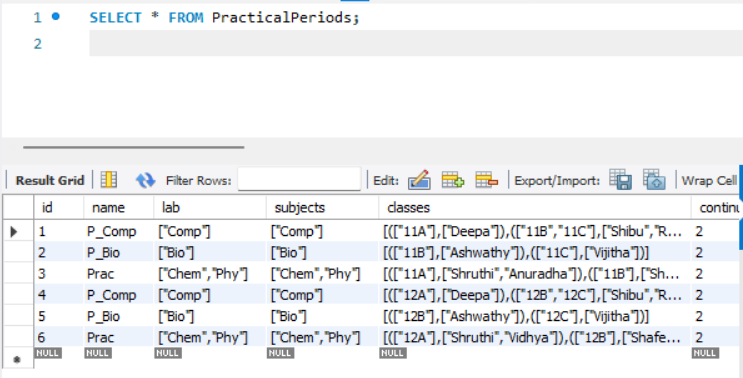 1 SELECT * FROM PracticalPeriods;
2
Result Grid Filter Rows: Edit: Export/Import: Wrap Cell
id name lab subjects classes continu
1 P_Comp ["Comp"] ["Comp"] [(["11A"],["Deepa"]),(["11B","11C"],["Shibu","R... 2
2 P_Bio ["Bio"] ["Bio"] [(["11B"],["Ashwathy"]),(["11C"],["Vijitha"])] 2
3 Prac ["Chem","Phy"] ["Chem","Phy"] [(["11A"],["Shruthi","Anuradha"]),(["11B"],["Sh... 2
4 P_Comp ["Comp"] ["Comp"] [(["12A"],["Deepa"]),(["12B","12C"],["Shibu","R... 2
5 P_Bio ["Bio"] ["Bio"] [(["12B"],["Ashwathy"]),(["12C"],["Vijitha"])] 2
6 Prac ["Chem","Phy"] ["Chem","Phy"] [(["12A"],["Shruthi","Vidhya"]),(["12B"],["Shafe... 2
NULL NULL NULL NULL NULL NULL